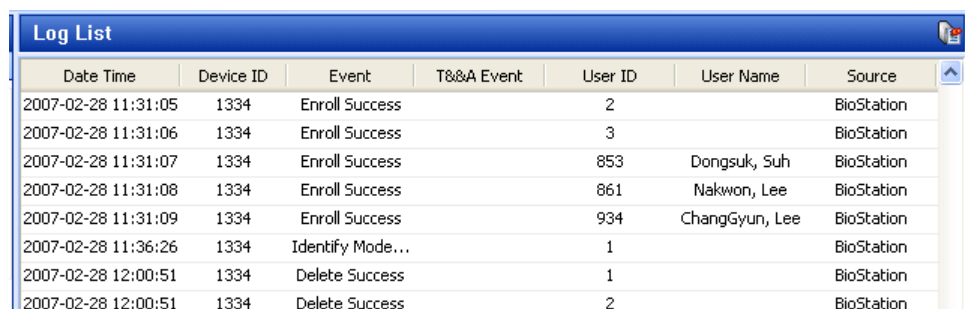 Log List
Date Time Device ID Event T&&A Event User ID User Name Source
2007-02-28 11:31:05 1334 Enroll Success 2 BioStation
2007-02-28 11:31:06 1334 Enroll Success 3 BioStation
2007-02-28 11:31:07 1334 Enroll Success 853 Dongsuk, Suh BioStation
2007-02-28 11:31:08 1334 Enroll Success 861 Nakwon, Lee BioStation
2007-02-28 11:31:09 1334 Enroll Success 934 ChangGyun, Lee BioStation
2007-02-28 11:36:26 1334 Identify Mode... 1 BioStation
2007-02-28 12:00:51 1334 Delete Success 1 BioStation
2007-02-28 12:00:51 1334 Delete Success 2 BioStation